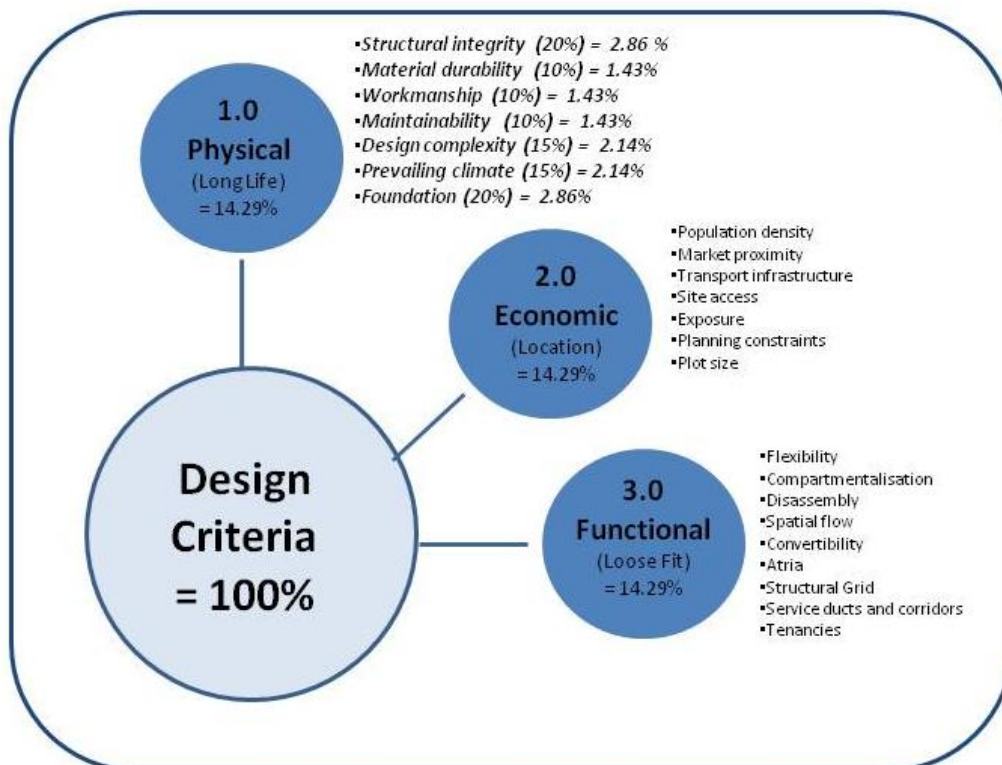 ▪Structural integrity (20%) = 2.86 %
▪Material durability (10%) = 1.43%
▪Workmanship (10%) = 1.43%
▪Maintainability (10%) = 1.43%
▪Design complexity (15%) = 2.14%
▪Prevailing climate (15%) = 2.14%
▪Foundation (20%) = 2.86%
1.0
Physical
(Long Life)
= 14.29%
2.0
Economic
(Location)
= 14.29%
▪Population density
▪Market proximity
▪Transport infrastructure
▪Site access
▪Exposure
▪Planning constraints
▪Plot size
3.0
Functional
(Loose Fit)
= 14.29%
▪Flexibility
▪Compartmentalisation
▪Disassembly
▪Spatial flow
▪Convertibility
▪Atria
▪Structural Grid
▪Service ducts and corridors
▪Tenancies
Design
Criteria
= 100%